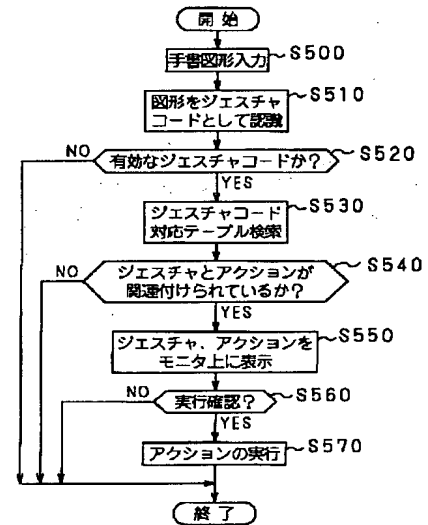 開始
手書図形入力 S500
図形をジェスチャ
コードとして認識 S510
NO 有効なジェスチャコードか? S520
YES
ジェスチャコード
対応テーブル検索 S530
NO ジェスチャとアクションが
関連付けられているか? S540
YES
ジェスチャ、アクションを
モニタ上に表示 S550
NO 実行確認? S560
YES
アクションの実行 S570
終了